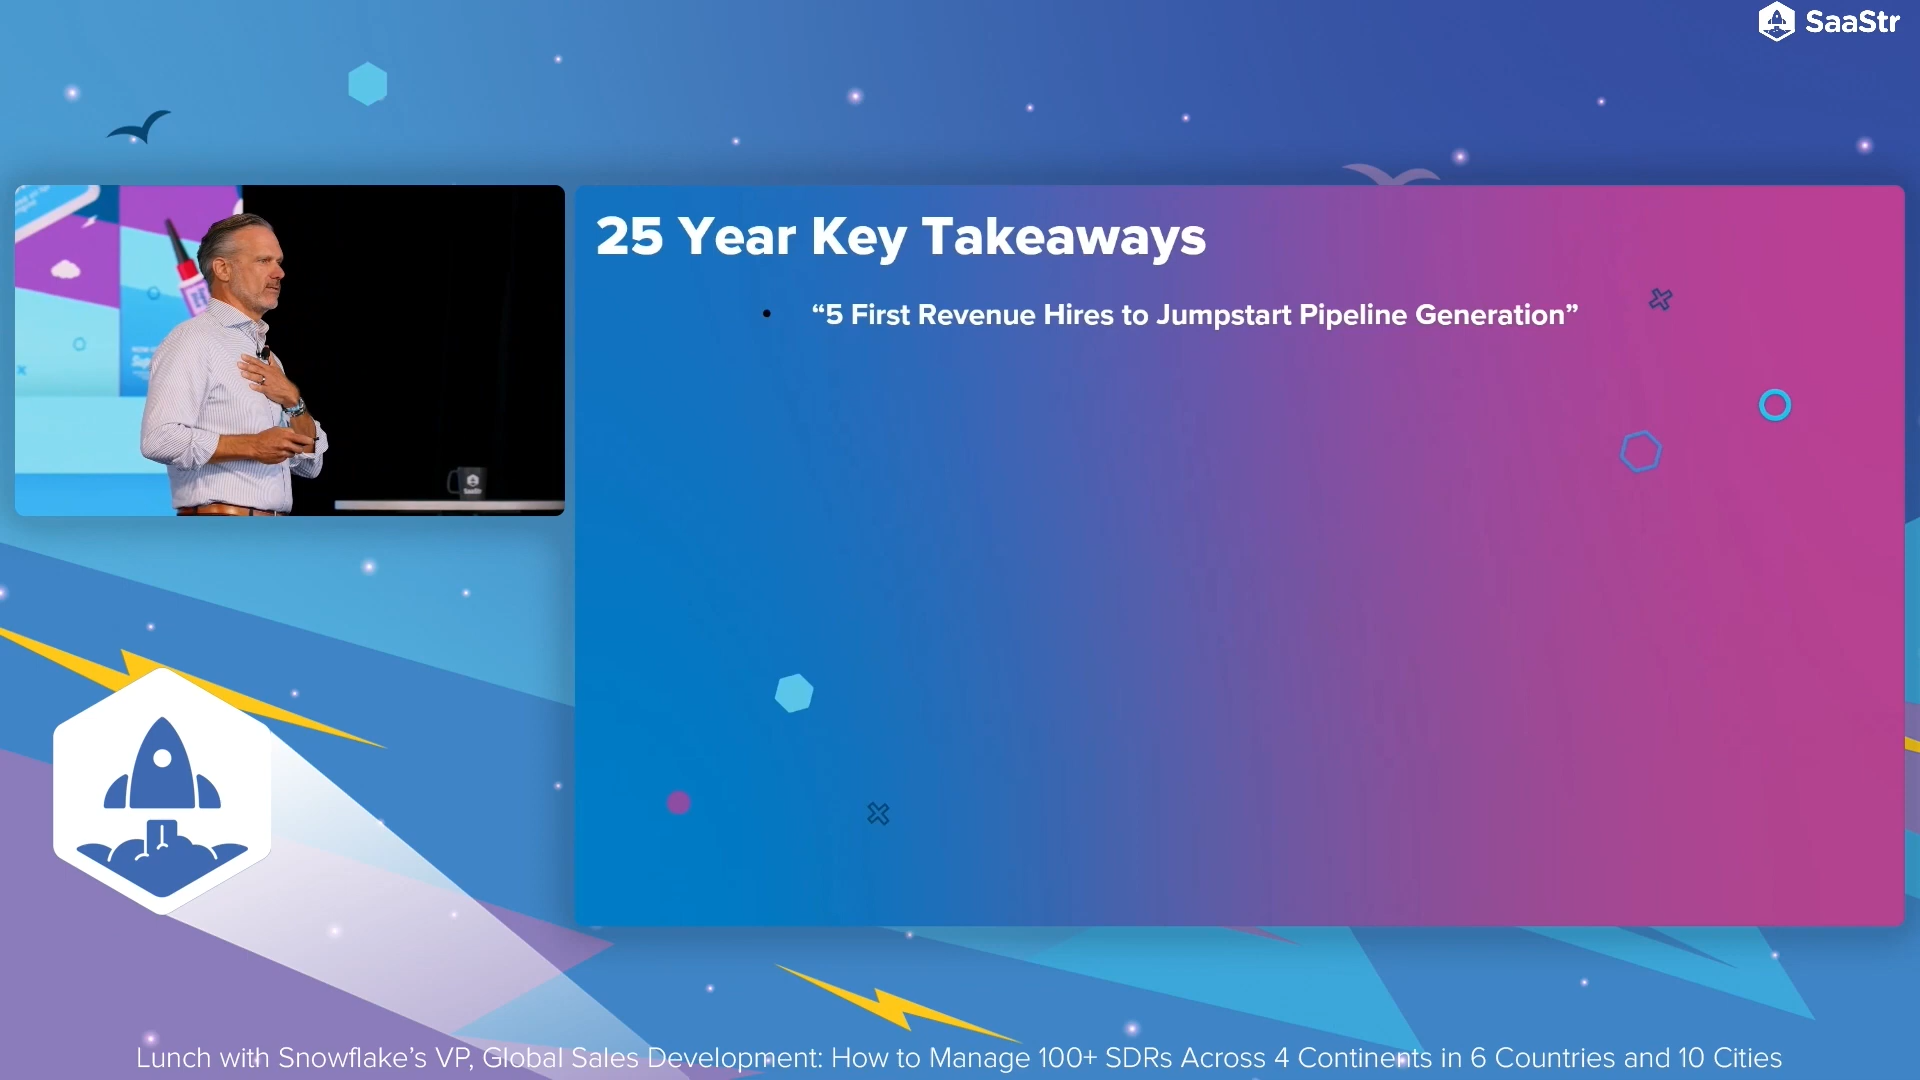 SaaStr
25 Year Key Takeaways
“5 First Revenue Hires to Jumpstart Pipeline Generation”
SaaStr
Lunch with Snowflake’s VP, Global Sales Development: How to Manage 100+ SDRs Across 4 Continents in 6 Countries and 10 Cities